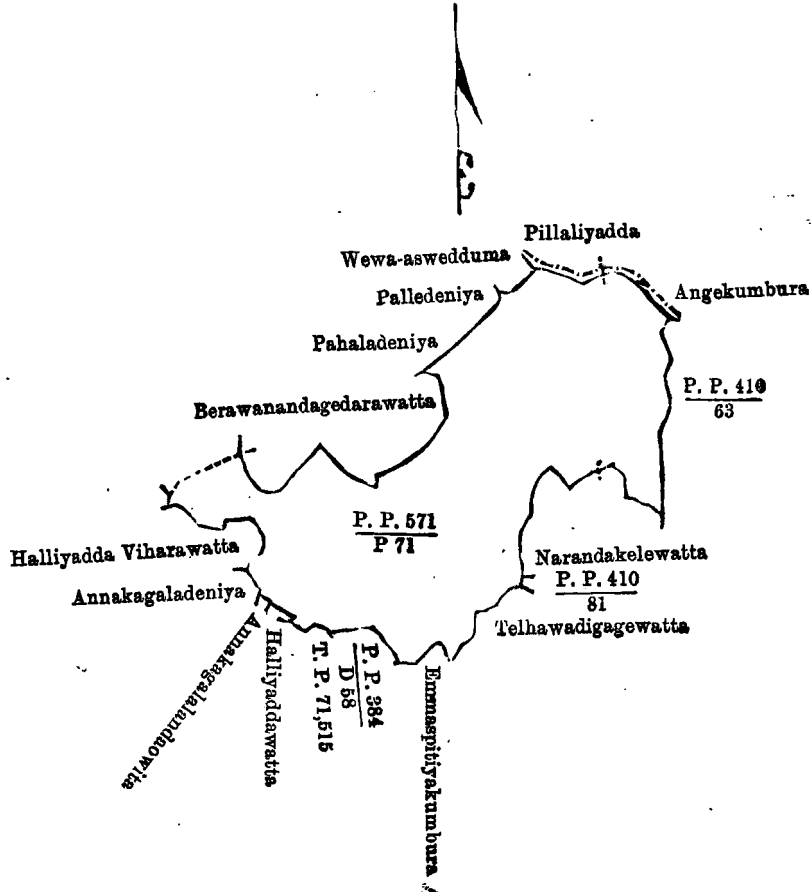 Pillaliyadda
Wewa-aswedduma
Palledeniya
Angekumbura
Pahaladeniya
P. P. 410
63
Berawanandagedarawatta
P. P. 571
P 71
Halliyadda Viharawatta
Narandakelewatta
P. P. 410
81
Annakagaladeniya
Telhawadigagewatta
Annakagalalandaowita
Halliyaddawatta
T. P. 71,515
P. P. 384
D 58
Emmaspitiyakumbura